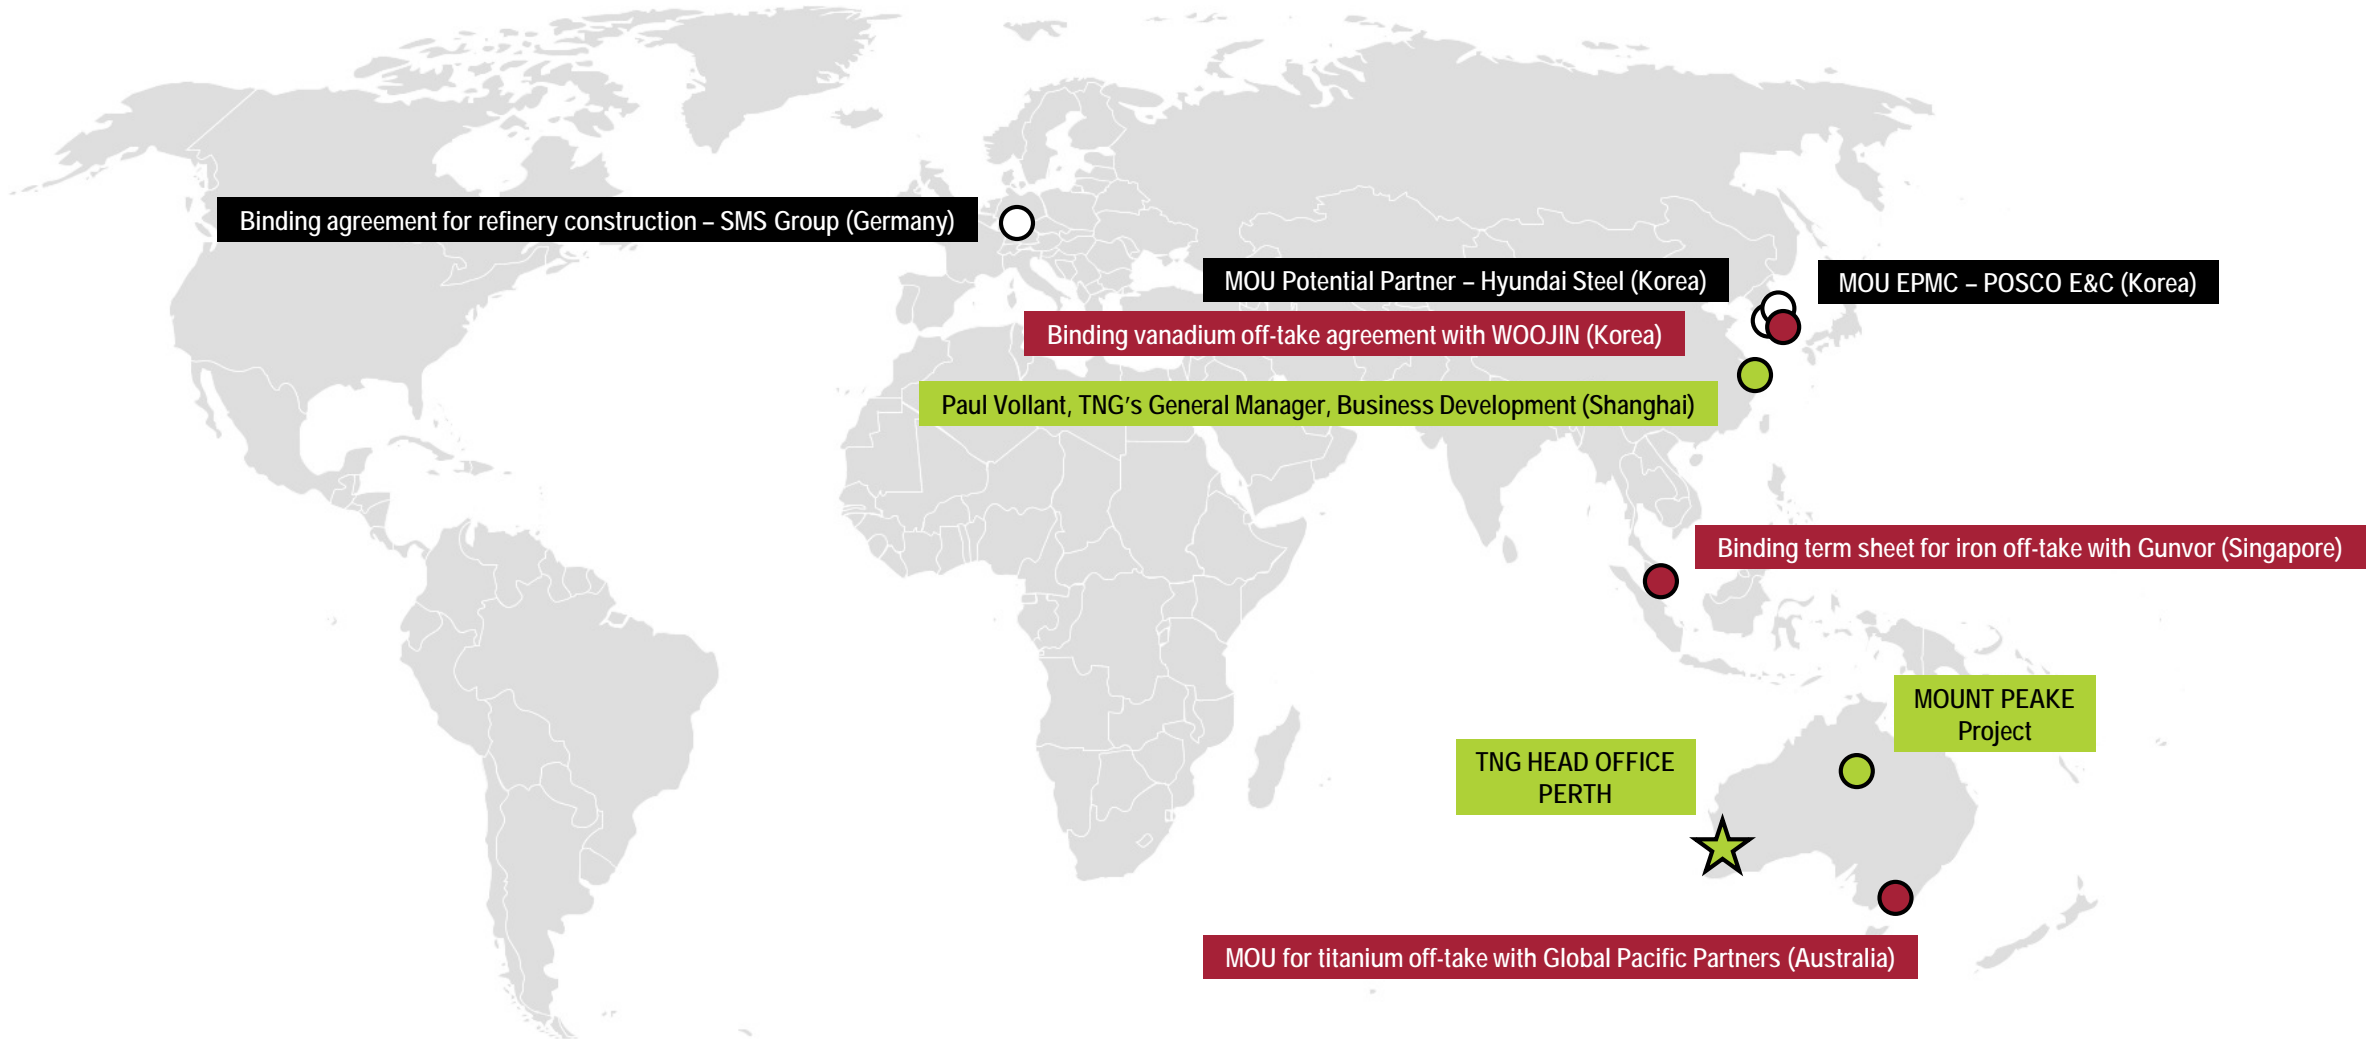 Binding agreement for refinery construction – SMS Group (Germany)
MOU Potential Partner – Hyundai Steel (Korea)
MOU EPMC – POSCO E&C (Korea)
Binding vanadium off-take agreement with WOOJIN (Korea)
Paul Vollant, TNG's General Manager, Business Development (Shanghai)
Binding term sheet for iron off-take with Gunvor (Singapore)
MOUNT PEAKE
Project
TNG HEAD OFFICE
PERTH
MOU for titanium off-take with Global Pacific Partners (Australia)